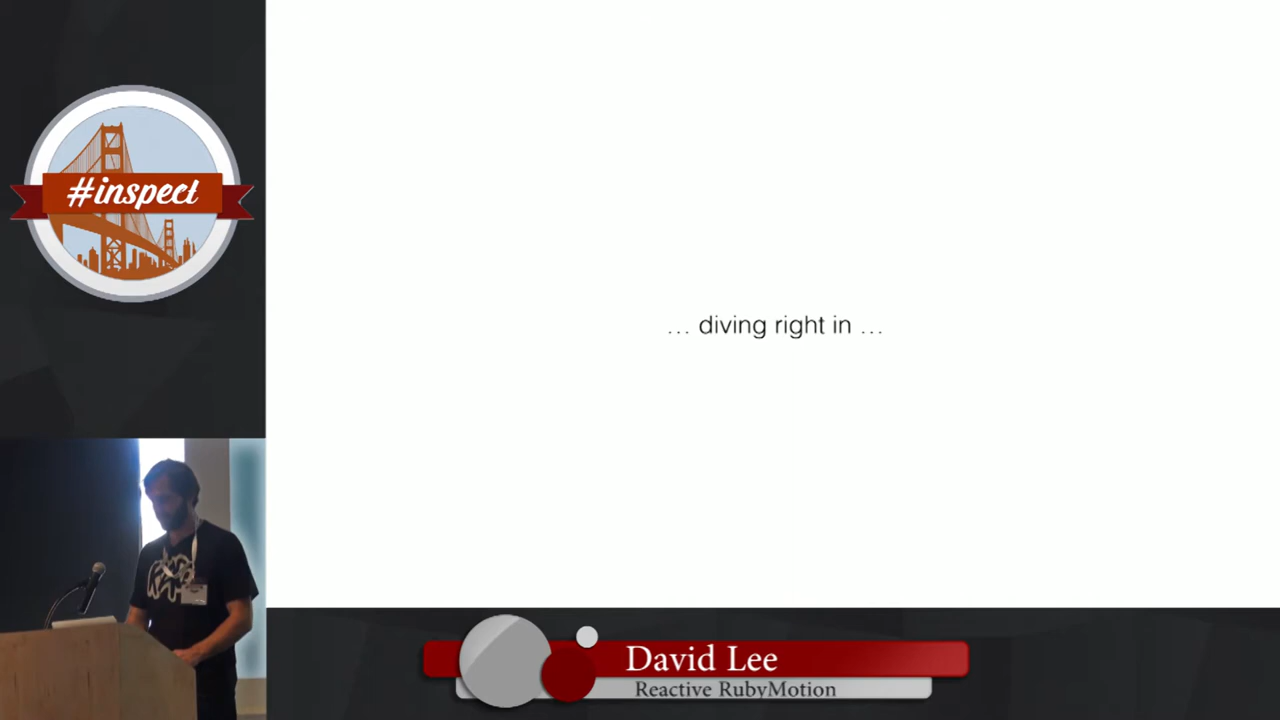 #inspect
… diving right in …
David Lee
Reactive RubyMotion